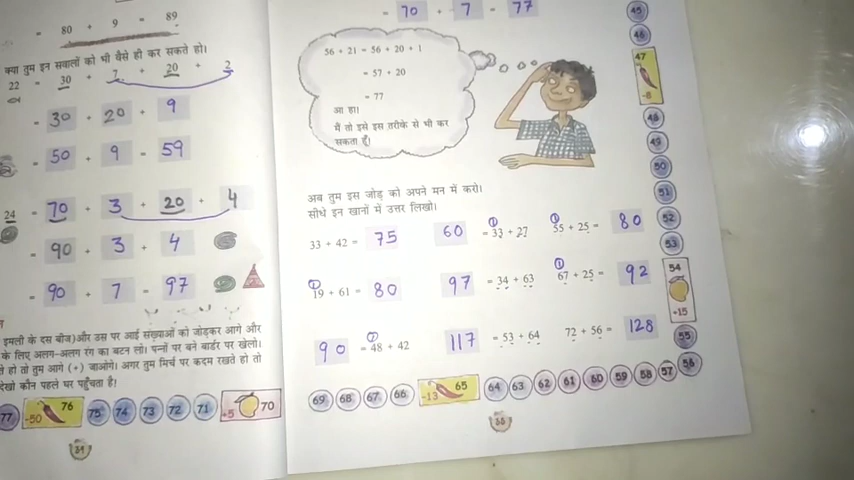 = 80 + 9 = 89
क्या तुम इन सवालों को भी वैसे ही कर सकते हो।
22 = 30 + 7 + 20 + 2
= 30 + 20 + 9
= 50 + 9 = 59
24 = 70 + 3 + 20 + 4
= 90 + 3 + 4
= 90 + 7 = 97
इमली के दस बीज) और उस पर आई संख्याओं को जोड़कर आगे और
के लिए अलग-अलग रंग का बटन लो। पन्नों पर बने बार्डर पर खेलो।
हो तो तुम आगे (+) जाओगे। अगर तुम मिर्च पर कदम रखते हो तो
देखो कौन पहले घर पहुँचता है!
77 -50 76 75 74 73 72 71 +5 70
54
= 70 + 7 = 77
56 + 21 = 56 + 20 + 1
= 57 + 20
= 77
आ हा!
मैं तो इसे इस तरीके से भी कर
सकता हूँ!
अब तुम इस जोड़ को अपने मन में करो।
सीधे इन खानों में उत्तर लिखो।
33 + 42 = 75 60 = 33 + 27 55 + 25 = 80
19 + 61 = 80 97 = 34 + 63 67 + 25 = 92
90 = 48 + 42 117 = 53 + 64 72 + 56 = 128
45
46
47
-8
48
49
50
51
52
53
54
+15
55
69 68 67 66 -13 65 64 63 62 61 60 59 58 57 56
55